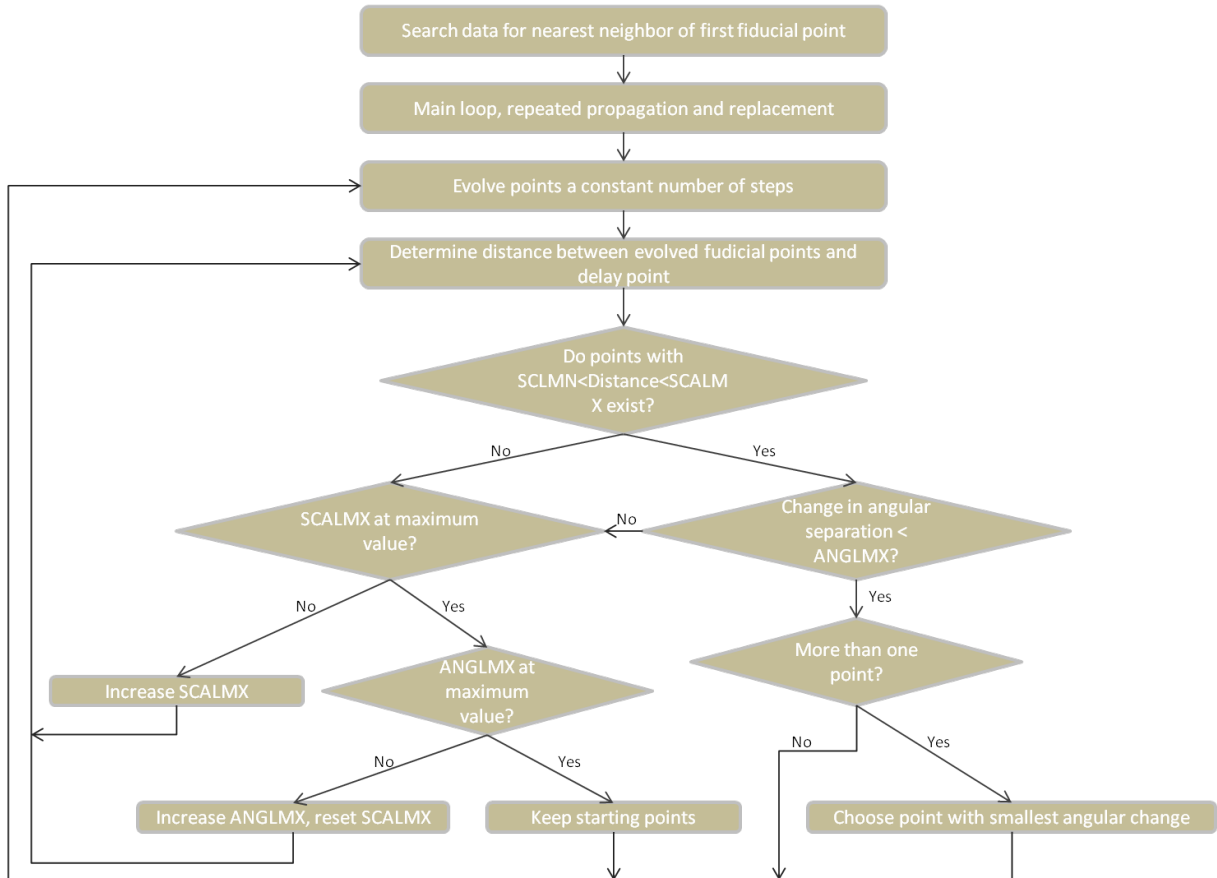 Search data for nearest neighbor of first fiducial point
Main loop, repeated propagation and replacement
Evolve points a constant number of steps
Determine distance between evolved fudicial points and
delay point
Do points with
SCLMN<Distance<SCALM
X exist?
No
Yes
SCALMX at maximum
value?
No
Change in angular
separation <
ANGLMX?
No
Yes
Yes
ANGLMX at
maximum
value?
More than one
point?
Increase SCALMX
No
Yes
No
Yes
Increase ANGLMX, reset SCALMX
Keep starting points
Choose point with smallest angular change